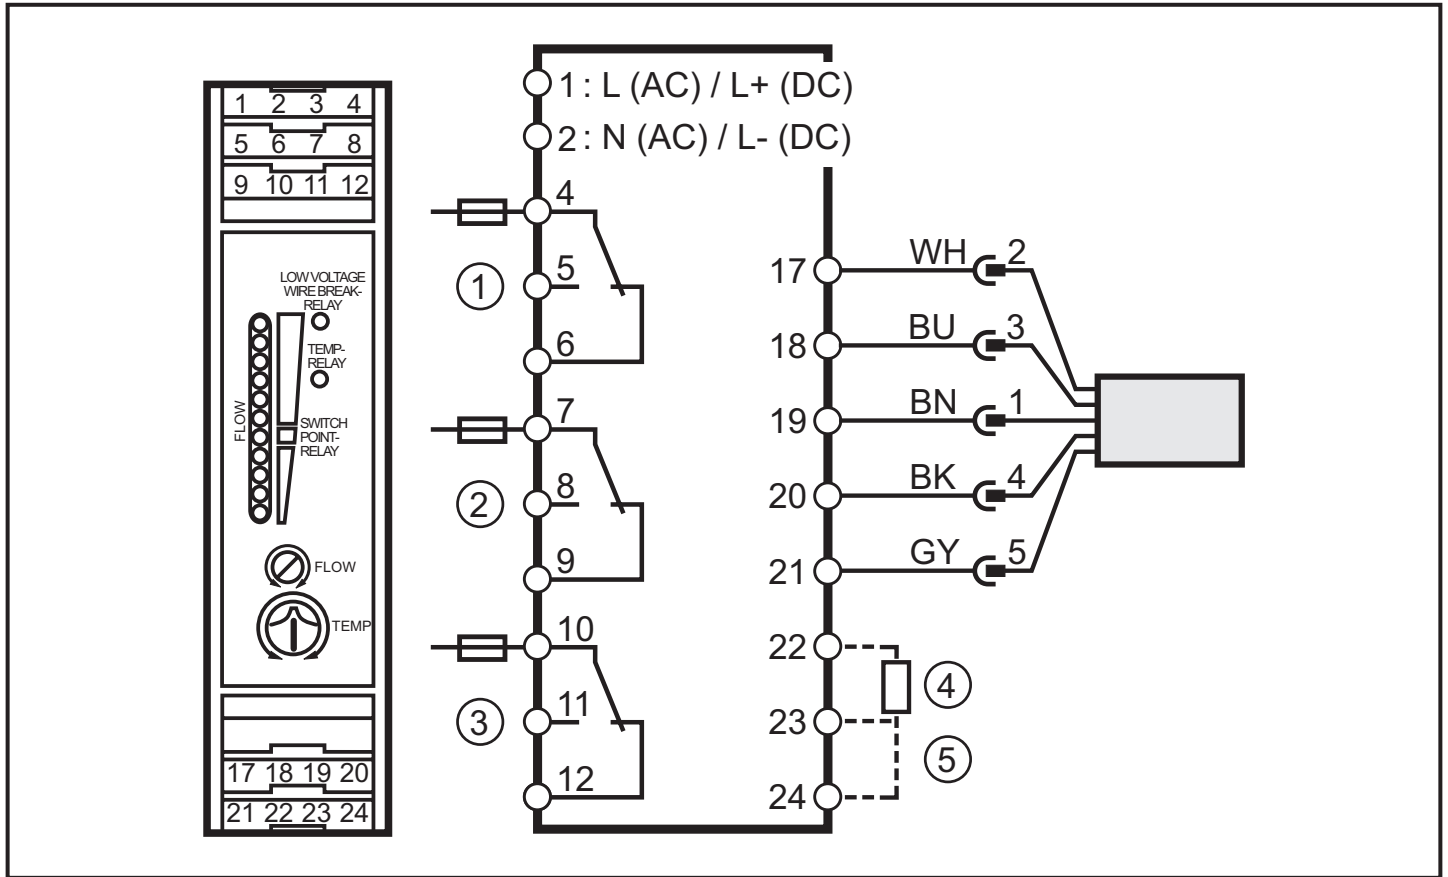 1 2 3 4
5 6 7 8
9 10 11 12
LOW VOLTAGE
WIRE BREAK-
RELAY
TEMP-
RELAY
FLOW
SWITCH
POINT-
RELAY
FLOW
TEMP
17 18 19 20
21 22 23 24
1: L (AC) / L+ (DC)
2: N (AC) / L- (DC)
4
1
5
6
7
2
8
9
10
3
11
12
17 WH 2
18 BU 3
19 BN 1
20 BK 4
21 GY 5
22
4
23
5
24